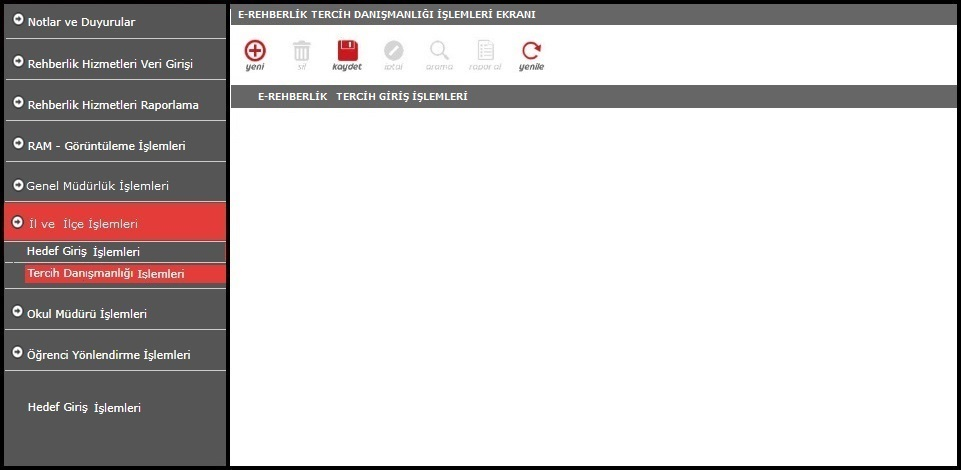 Notlar ve Duyurular
Rehberlik Hizmetleri Veri Girişi
Rehberlik Hizmetleri Raporlama
RAM - Görüntüleme İşlemleri
Genel Müdürlük İşlemleri
İl ve İlçe İşlemleri
Hedef Giriş İşlemleri
Tercih Danışmanlığı İşlemleri
Okul Müdürü İşlemleri
Öğrenci Yönlendirme İşlemleri
Hedef Giriş İşlemleri
E-REHBERLİK TERCİH DANIŞMANLIĞI İŞLEMLERİ EKRANI
yeni sil kaydet iptal arama rapor al yenile
E-REHBERLİK TERCİH GİRİŞ İŞLEMLERİ